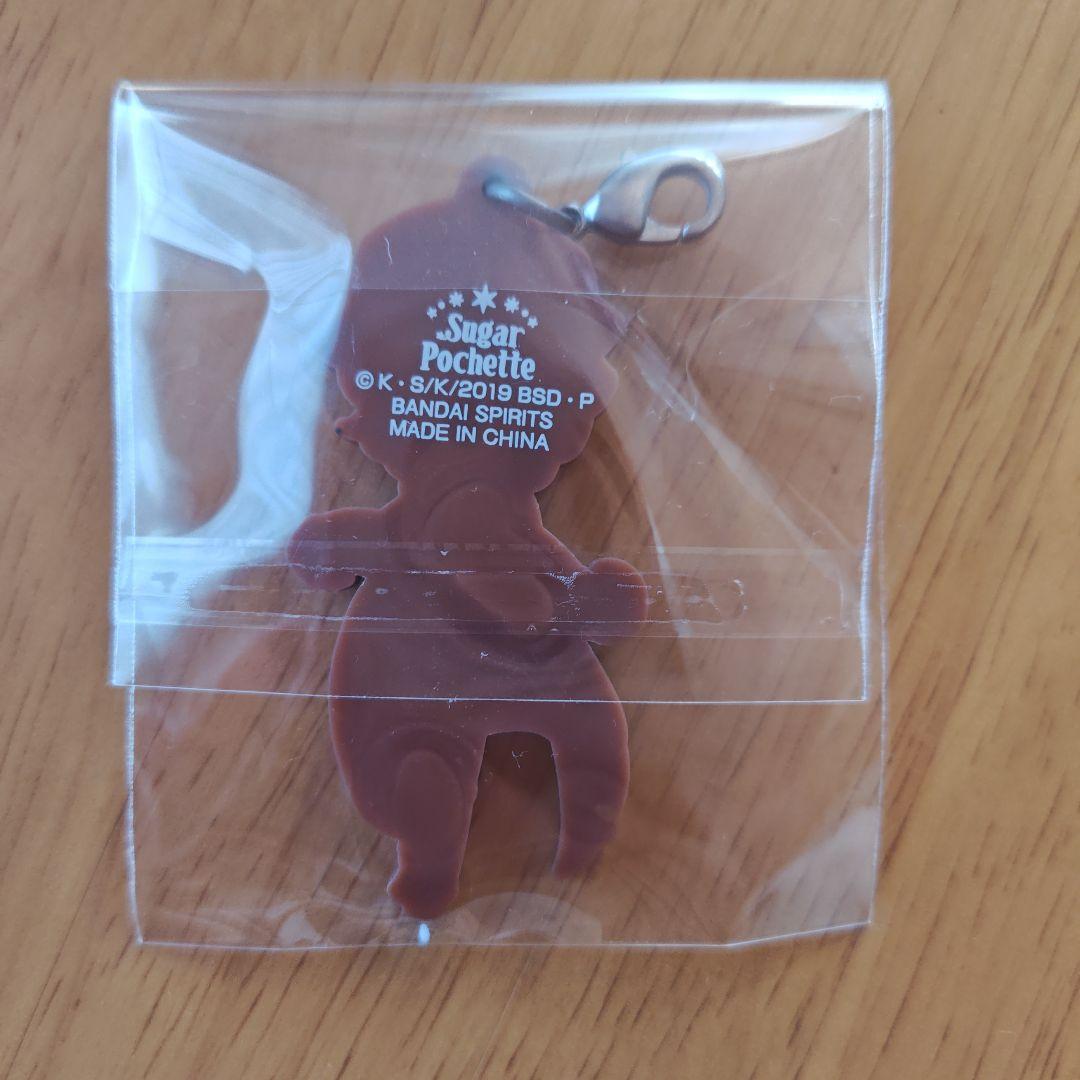 Sugar
Pochette
©K・S/K/2019 BSD・P
BANDAI SPIRITS
MADE IN CHINA